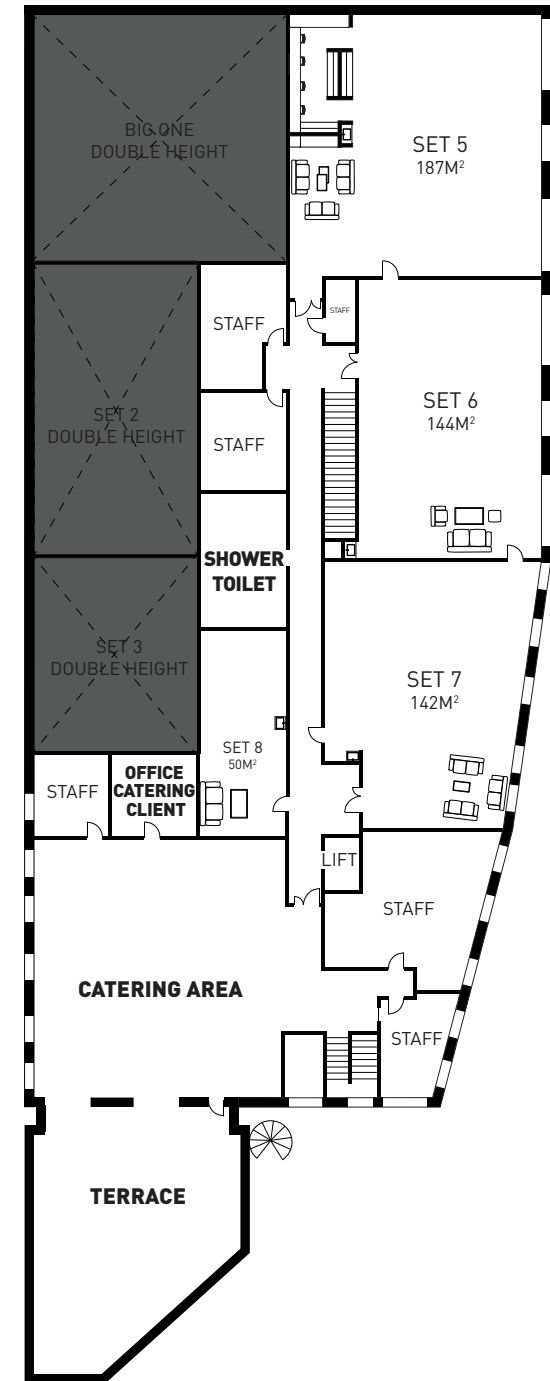 BIG ONE
DOUBLE HEIGHT
SET 5
187M²
STAFF
STAFF
SET 2
DOUBLE HEIGHT
SET 6
144M²
STAFF
SHOWER
TOILET
SET 3
DOUBLE HEIGHT
SET 7
142M²
SET 8
50M²
STAFF
OFFICE
CATERING
CLIENT
LIFT
STAFF
CATERING AREA
STAFF
TERRACE